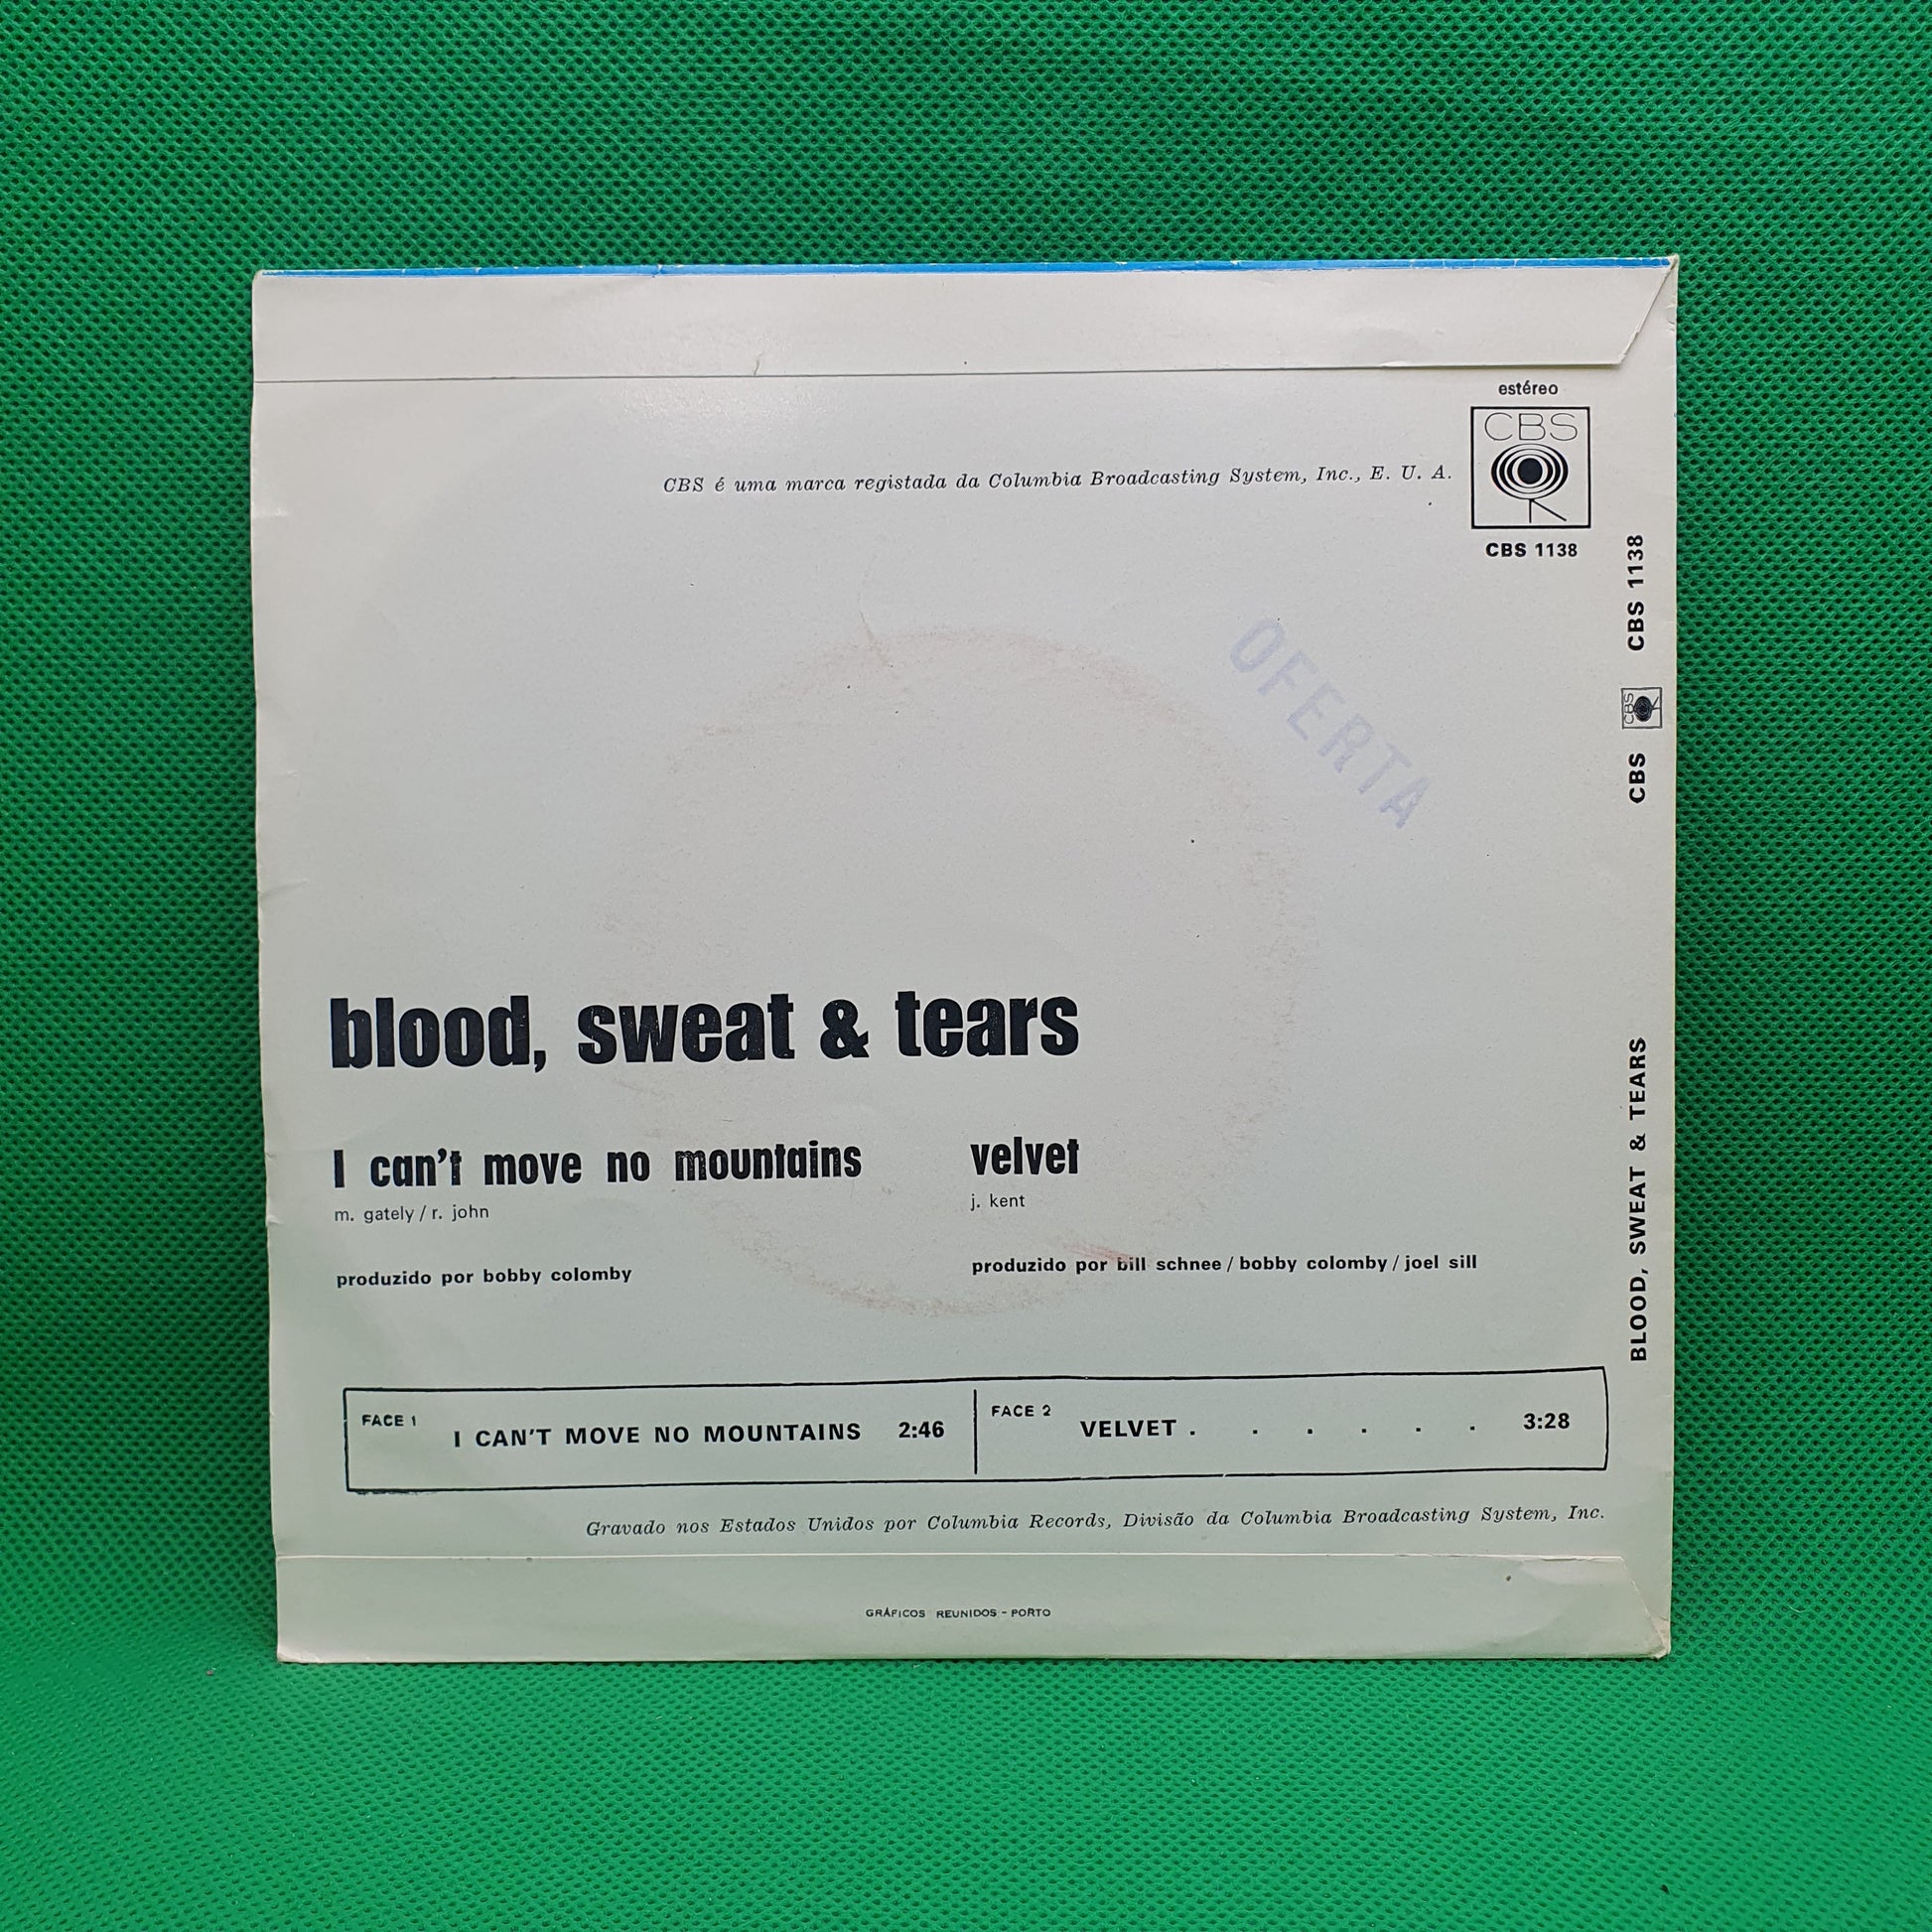 estéreo
CBS
CBS é uma marca registada da Columbia Broadcasting System, Inc., E. U. A.
CBS 1138
OFERTA
blood, sweat & tears
I can't move no mountains
m. gately / r. john
produzido por bobby colomby
velvet
j. kent
produzido por bill schnee / bobby colomby / joel sill
FACE 1
I CAN'T MOVE NO MOUNTAINS 2:46
FACE 2
VELVET . . . . . . 3:28
Gravado nos Estados Unidos por Columbia Records, Divisão da Columbia Broadcasting System, Inc.
GRÁFICOS REUNIDOS - PORTO
BLOOD, SWEAT & TEARS CBS CBS CBS 1138